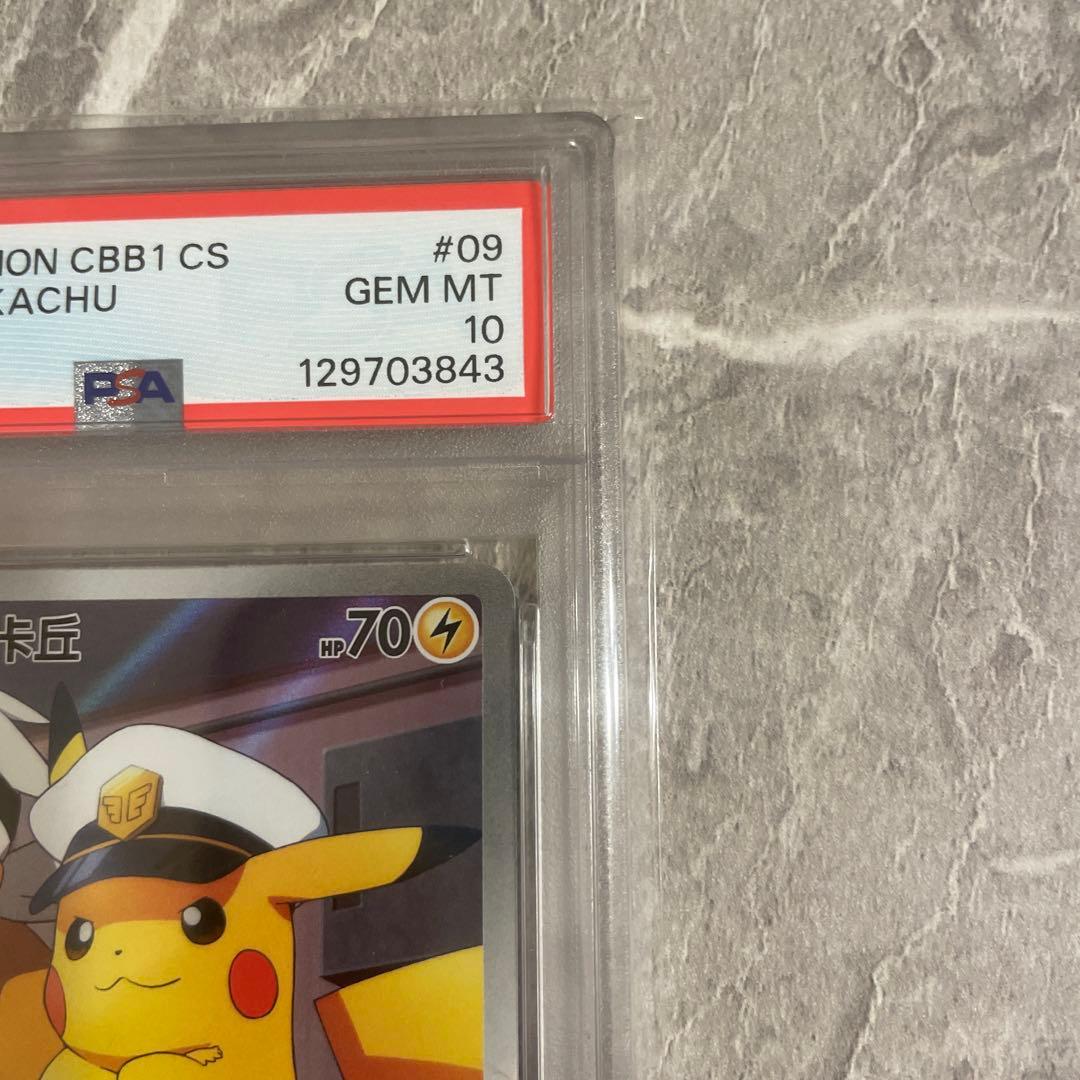 ION CBB1 CS #09
KACHU GEM MT
10
PSA 129703843
卡丘 HP70